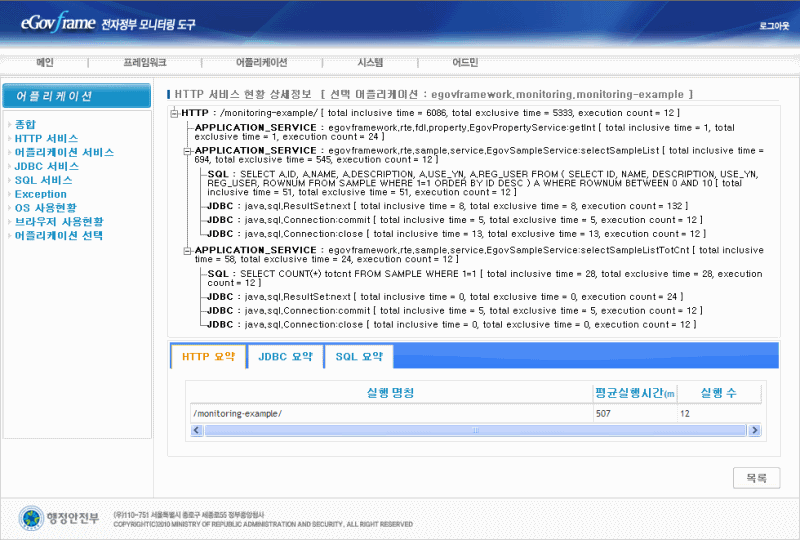 eGovframe 전자정부 모니터링 도구
로그아웃
메인 | 프레임워크 | 어플리케이션 | 시스템 | 어드민
어플리케이션
종합
HTTP 서비스
어플리케이션 서비스
JDBC 서비스
SQL 서비스
Exception
OS 사용현황
브라우저 사용현황
어플리케이션 선택
HTTP 서비스 현황 상세정보 [ 선택 어플리케이션 : egovframework.monitoring.monitoring-example ]
HTTP : /monitoring-example/ [ total inclusive time = 6086, total exclusive time = 5333, execution count = 12 ]
APPLICATION_SERVICE : egovframework.rte.fdl.property.EgovPropertyService:getInt [ total inclusive time = 1, total
exclusive time = 1, execution count = 24 ]
APPLICATION_SERVICE : egovframework.rte.sample.service.EgovSampleService:selectSampleList [ total inclusive time =
694, total exclusive time = 545, execution count = 12 ]
SQL : SELECT A.ID, A.NAME, A.DESCRIPTION, A.USE_YN, A.REG_USER FROM ( SELECT ID, NAME, DESCRIPTION, USE_YN,
REG_USER, ROWNUM FROM SAMPLE WHERE 1=1 ORDER BY ID DESC ) A WHERE ROWNUM BETWEEN 0 AND 10 [ total
inclusive time = 51, total exclusive time = 51, execution count = 12 ]
JDBC : java.sql.ResultSet:next [ total inclusive time = 8, total exclusive time = 8, execution count = 132 ]
JDBC : java.sql.Connection:commit [ total inclusive time = 5, total exclusive time = 5, execution count = 12 ]
JDBC : java.sql.Connection:close [ total inclusive time = 13, total exclusive time = 13, execution count = 12 ]
APPLICATION_SERVICE : egovframework.rte.sample.service.EgovSampleService:selectSampleListTotCnt [ total inclusive
time = 58, total exclusive time = 24, execution count = 12 ]
SQL : SELECT COUNT(*) totcnt FROM SAMPLE WHERE 1=1 [ total inclusive time = 28, total exclusive time = 28, execution
count = 12 ]
JDBC : java.sql.ResultSet:next [ total inclusive time = 0, total exclusive time = 0, execution count = 24 ]
JDBC : java.sql.Connection:commit [ total inclusive time = 5, total exclusive time = 5, execution count = 12 ]
JDBC : java.sql.Connection:close [ total inclusive time = 0, total exclusive time = 0, execution count = 12 ]
HTTP 요약 JDBC 요약 SQL 요약
실행 명칭 평균실행시간(m 실행 수
/monitoring-example/ 507 12
목록
행정안전부
(우)110-751 서울특별시 종로구 세종로55 정부중앙청사
COPYRIGHT(C)2010 MINISTRY OF REPUBLIC ADMINISTRATION AND SECURITY, ALL RIGHT RESERVED